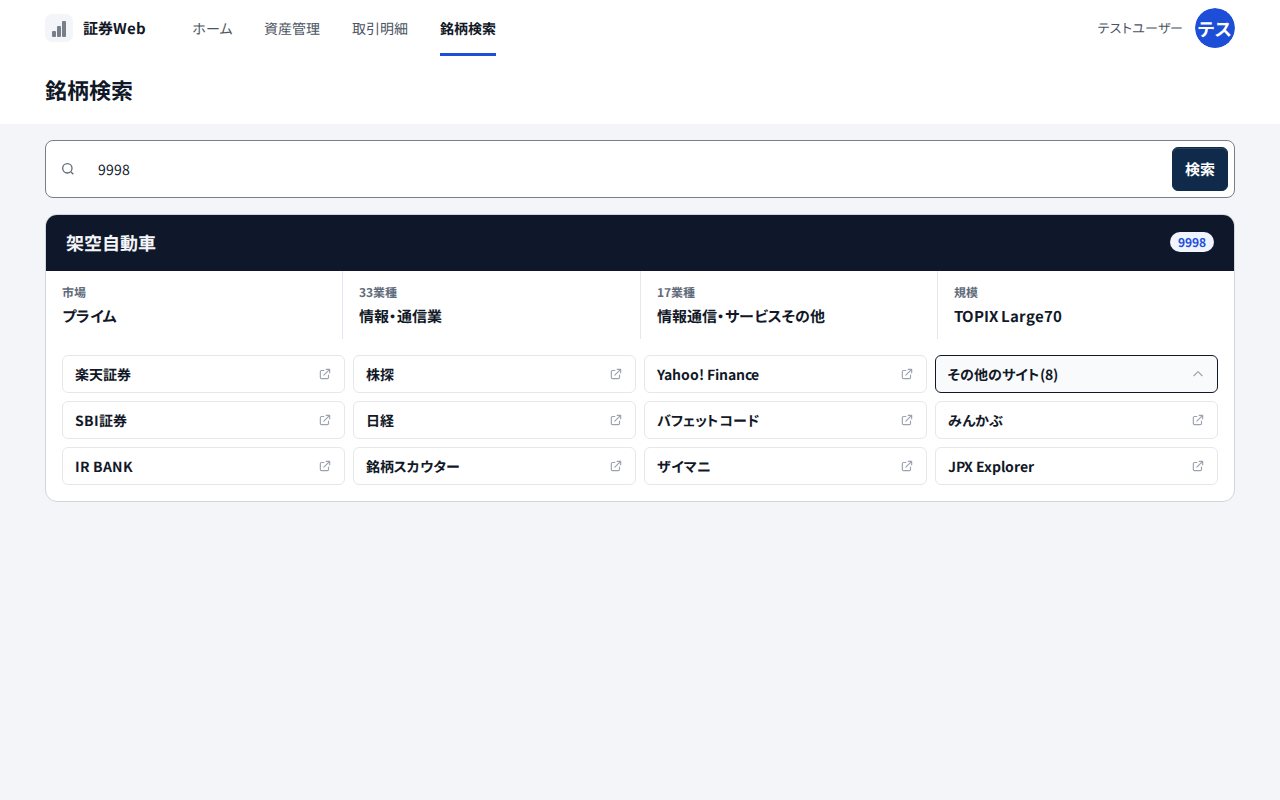 証券Web
ホーム
資産管理
取引明細
銘柄検索
テストユーザー
テス
銘柄検索
9998
検索
架空自動車
9998
市場
プライム
33業種
情報・通信業
17業種
情報通信・サービスその他
規模
TOPIX Large70
楽天証券
株探
Yahoo! Finance
その他のサイト(8)
SBI証券
日経
バフェットコード
みんかぶ
IR BANK
銘柄スカウター
ザイマニ
JPX Explorer